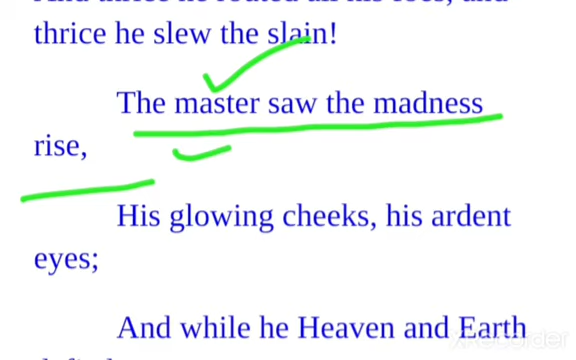 thrice he slew the slain!
The master saw the madness
rise,
His glowing cheeks, his ardent
eyes;
And while he Heaven and Earth
Recorder